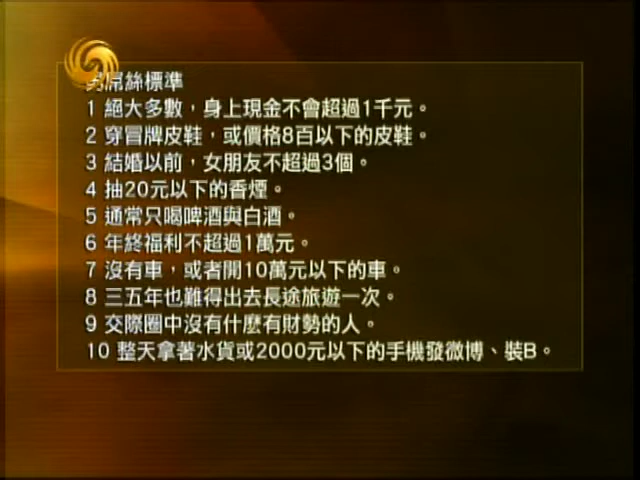 男屌絲標準
1 絕大多數，身上現金不會超過1千元。
2 穿冒牌皮鞋，或價格8百以下的皮鞋。
3 結婚以前，女朋友不超過3個。
4 抽20元以下的香煙。
5 通常只喝啤酒與白酒。
6 年終福利不超過1萬元。
7 沒有車，或者開10萬元以下的車。
8 三五年也難得出去長途旅遊一次。
9 交際圈中沒有什麼有財勢的人。
10 整天拿著水貨或2000元以下的手機發微博、裝B。